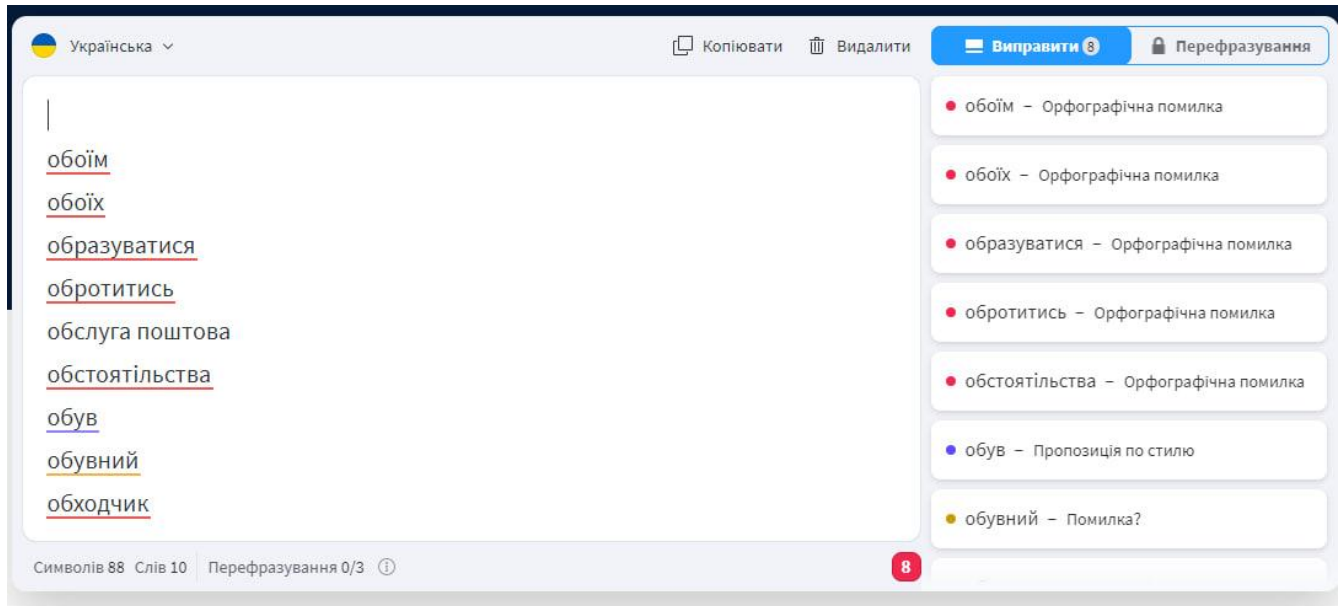 Українська
Копіювати
Видалити
Виправити 8
Перефразування
обоїм
обоїх
образуватися
обротитись
обслуга поштова
обстоятільства
обув
обувний
обходчик
Символів 88 Слів 10 Перефразування 0/3
8
обоїм – Орфографічна помилка
обоїх – Орфографічна помилка
образуватися – Орфографічна помилка
обротитись – Орфографічна помилка
обстоятільства – Орфографічна помилка
обув – Пропозиція по стилю
обувний – Помилка?